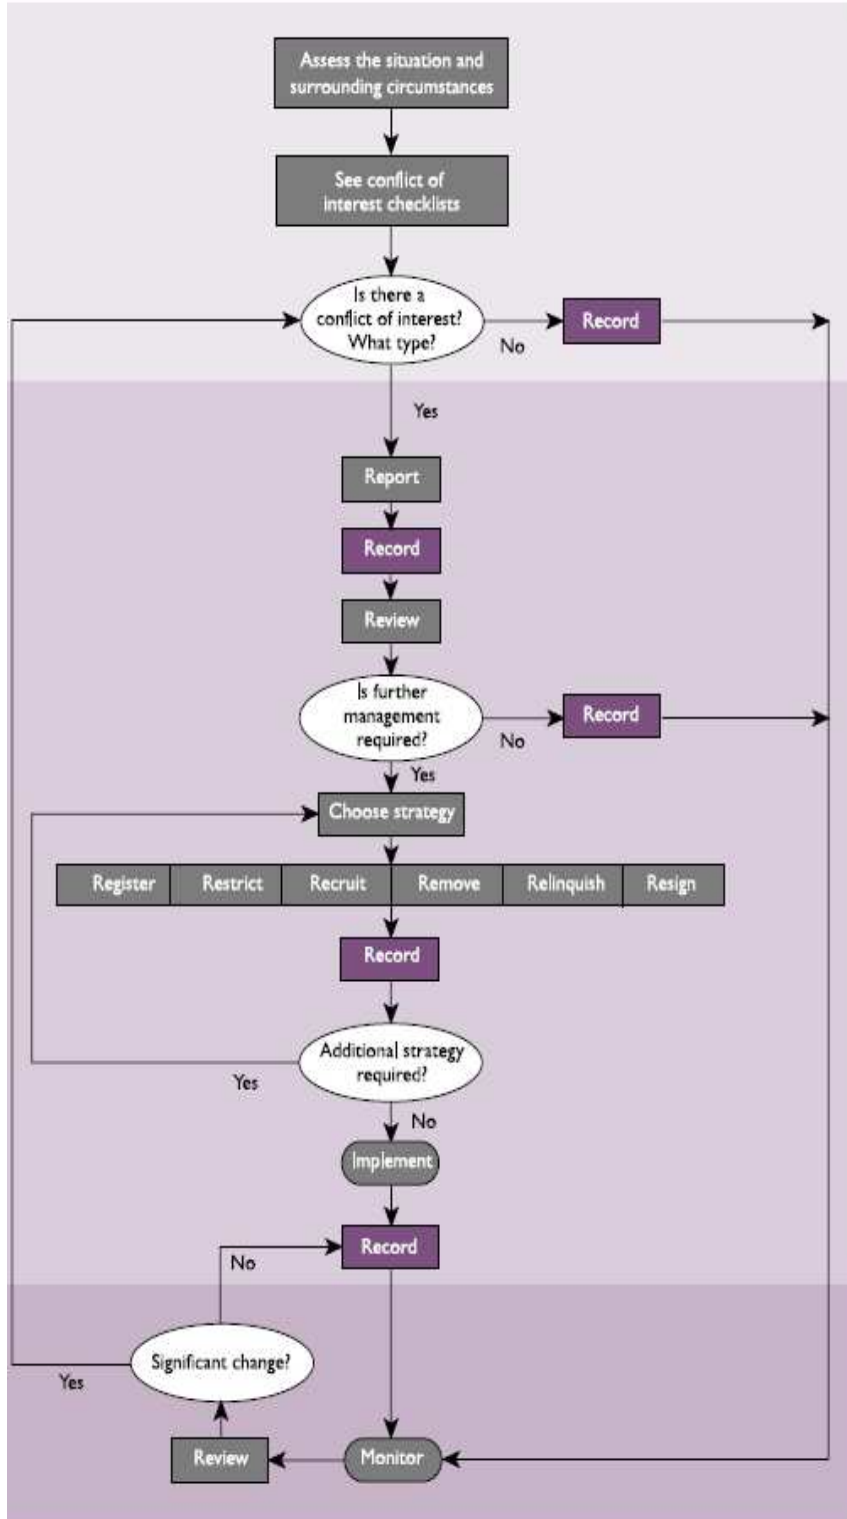 Assess the situation and
surrounding circumstances
See conflict of
interest checklists
Is there a
conflict of interest?
What type?
No
Record
Yes
Report
Record
Review
Is further
management
required?
No
Record
Yes
Choose strategy
Register
Restrict
Recruit
Remove
Relinquish
Resign
Record
Additional strategy
required?
Yes
No
Implement
Record
No
Significant change?
Yes
Review
Monitor